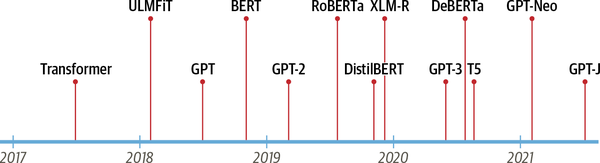 ULMFiT BERT RoBERTa XLM-R DeBERTa GPT-Neo
Transformer GPT GPT-2 DistilBERT GPT-3 T5 GPT-J
2017 2018 2019 2020 2021